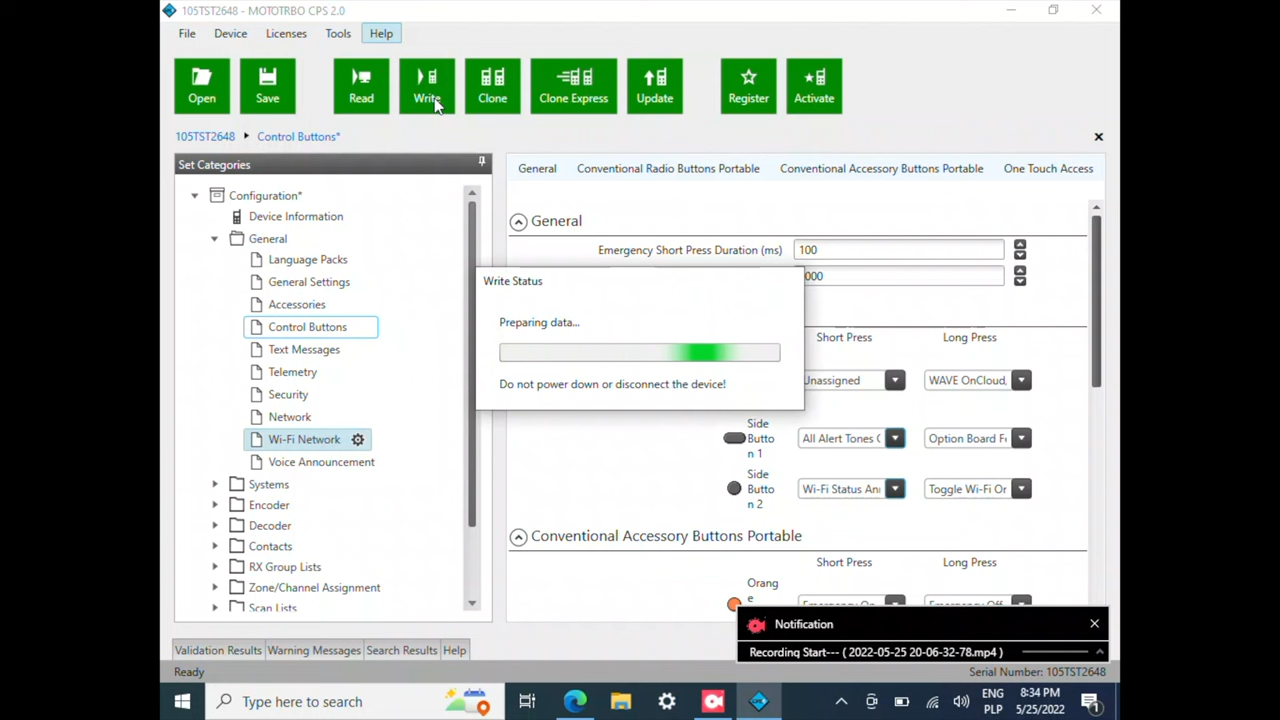 105TST2648 - MOTOTRBO CPS 2.0
File Device Licenses Tools Help
Open Save Read Write Clone Clone Express Update Register Activate
105TST2648 Control Buttons*
Set Categories
Configuration*
Device Information
General
Language Packs
General Settings
Accessories
Control Buttons
Text Messages
Telemetry
Security
Network
Wi-Fi Network
Voice Announcement
Systems
Encoder
Decoder
Contacts
RX Group Lists
Zone/Channel Assignment
Scan Lists
General Conventional Radio Buttons Portable Conventional Accessory Buttons Portable One Touch Access
General
Emergency Short Press Duration (ms) 100
000
Write Status
Preparing data...
Do not power down or disconnect the device!
Short Press Long Press
Unassigned WAVE OnCloud,
Side
Butto
n 1
All Alert Tones Option Board
Side
Butto
n 2
Wi-Fi Status Toggle Wi-Fi
Conventional Accessory Buttons Portable
Short Press Long Press
Orang
e
Emergency Emergency
Notification
Recording Start--- ( 2022-05-25 20-06-32-78.mp4 )
Validation Results Warning Messages Search Results Help
Ready Serial Number: 105TST2648
Type here to search
ENG
PLP
8:34 PM
5/25/2022
1